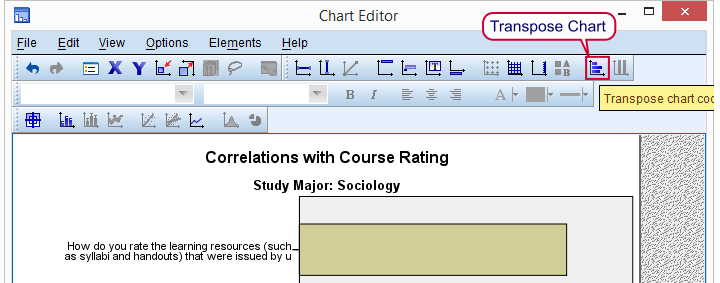 Chart Editor
Transpose Chart
File Edit View Options Elements Help
X Y
B I A
Transpose chart coo
Correlations with Course Rating
Study Major: Sociology
How do you rate the learning resources (such
as syllabi and handouts) that were issued by u